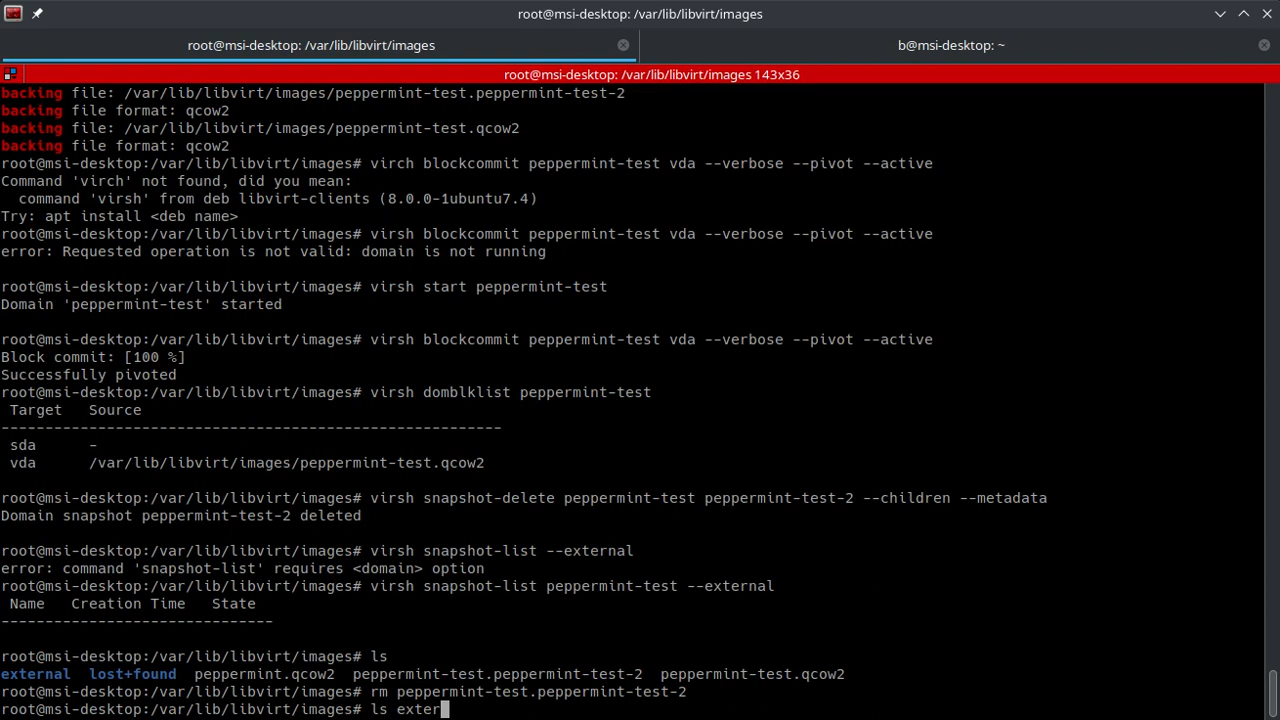 root@msi-desktop: /var/lib/libvirt/images
root@msi-desktop: /var/lib/libvirt/images
b@msi-desktop: ~
root@msi-desktop: /var/lib/libvirt/images 143x36
backing file: /var/lib/libvirt/images/peppermint-test.peppermint-test-2
backing file format: qcow2
backing file: /var/lib/libvirt/images/peppermint-test.qcow2
backing file format: qcow2
root@msi-desktop:/var/lib/libvirt/images# virch blockcommit peppermint-test vda --verbose --pivot --active
Command 'virch' not found, did you mean:
  command 'virsh' from deb libvirt-clients (8.0.0-1ubuntu7.4)
Try: apt install <deb name>
root@msi-desktop:/var/lib/libvirt/images# virsh blockcommit peppermint-test vda --verbose --pivot --active
error: Requested operation is not valid: domain is not running
root@msi-desktop:/var/lib/libvirt/images# virsh start peppermint-test
Domain 'peppermint-test' started
root@msi-desktop:/var/lib/libvirt/images# virsh blockcommit peppermint-test vda --verbose --pivot --active
Block commit: [100 %]
Successfully pivoted
root@msi-desktop:/var/lib/libvirt/images# virsh domblklist peppermint-test
 Target   Source
---------------------------------------------------------
 sda      -
 vda      /var/lib/libvirt/images/peppermint-test.qcow2
root@msi-desktop:/var/lib/libvirt/images# virsh snapshot-delete peppermint-test peppermint-test-2 --children --metadata
Domain snapshot peppermint-test-2 deleted
root@msi-desktop:/var/lib/libvirt/images# virsh snapshot-list --external
error: command 'snapshot-list' requires <domain> option
root@msi-desktop:/var/lib/libvirt/images# virsh snapshot-list peppermint-test --external
 Name   Creation Time   State
-------------------------------
root@msi-desktop:/var/lib/libvirt/images# ls
external  lost+found  peppermint.qcow2  peppermint-test.peppermint-test-2  peppermint-test.qcow2
root@msi-desktop:/var/lib/libvirt/images# rm peppermint-test.peppermint-test-2
root@msi-desktop:/var/lib/libvirt/images# ls exter